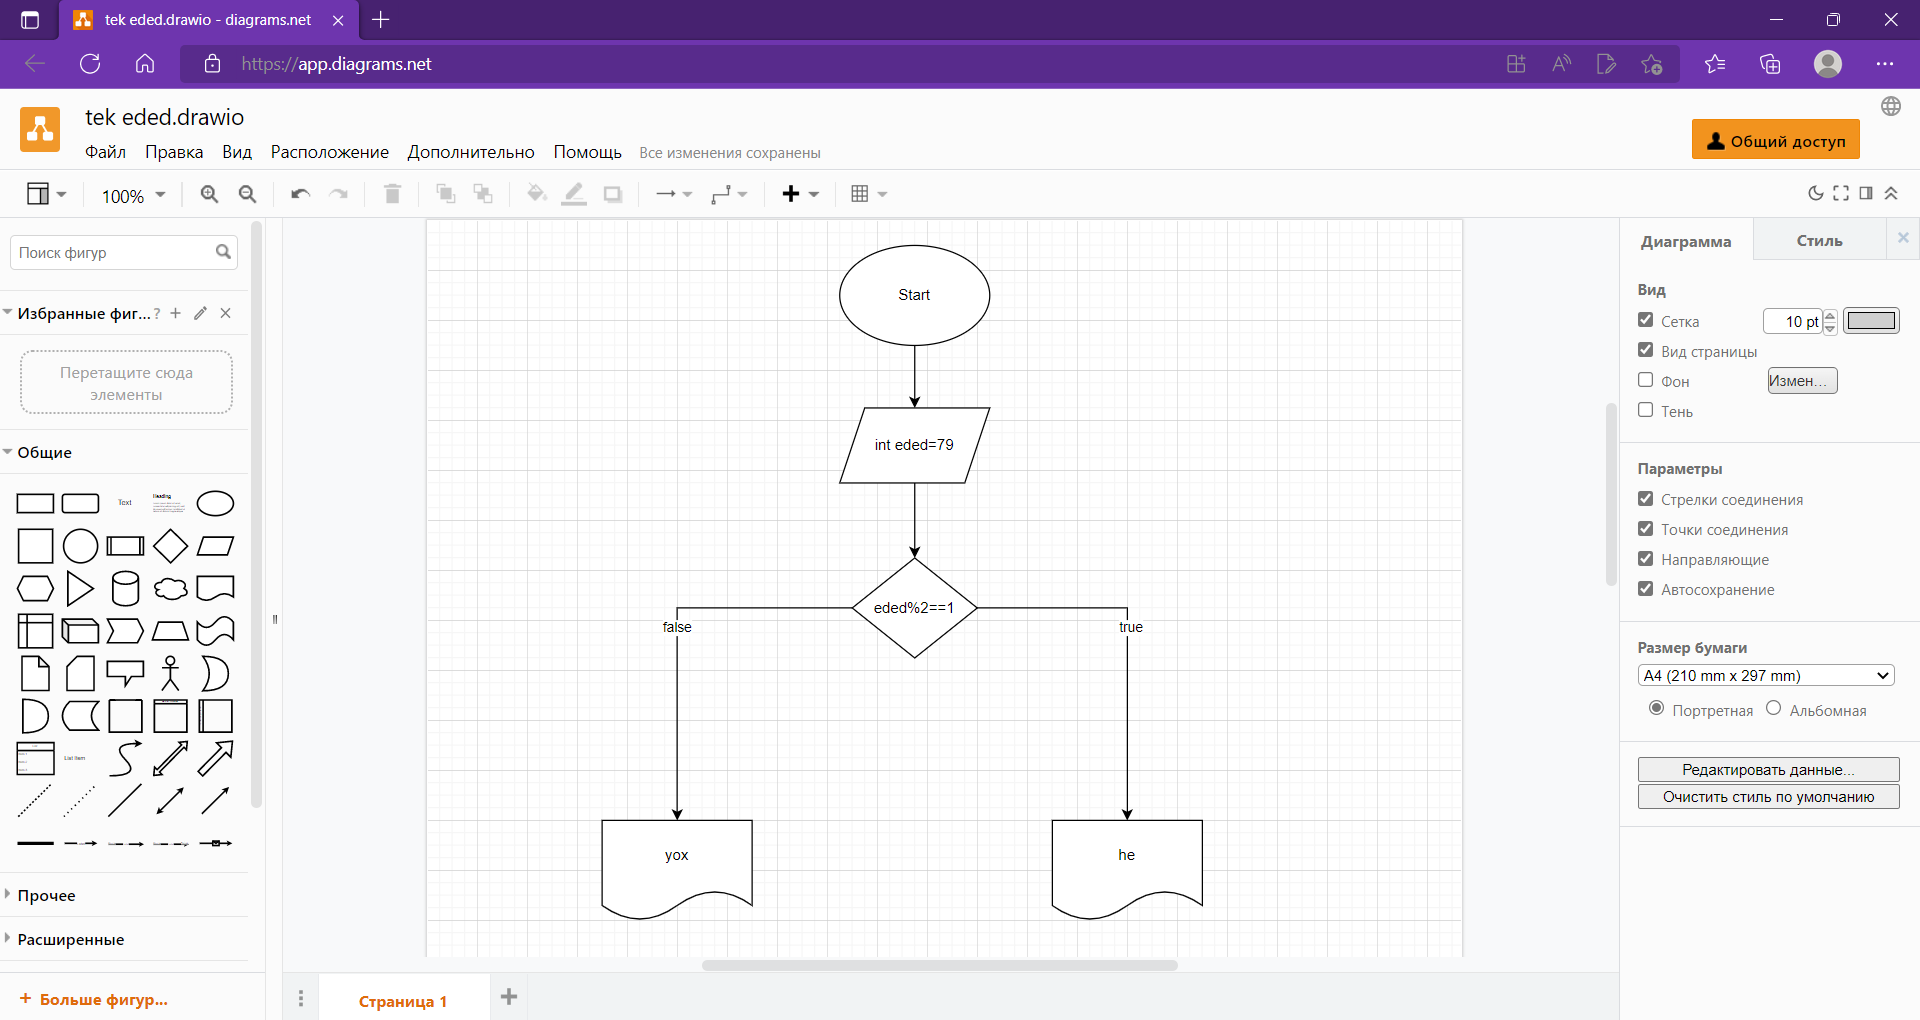 tek eded.drawio - diagrams.net
https://app.diagrams.net
tek eded.drawio
Файл Правка Вид Расположение Дополнительно Помощь Все изменения сохранены
Общий доступ
100%
Поиск фигур
Избранные фиг... ?
Перетащите сюда
элементы
Общие
Text
Heading
List Item
Прочее
Расширенные
+ Больше фигур...
Start
int eded=79
eded%2==1
false
true
yox
he
Страница 1
Диаграмма
Стиль
Вид
Сетка
10 pt
Вид страницы
Фон
Измен...
Тень
Параметры
Стрелки соединения
Точки соединения
Направляющие
Автосохранение
Размер бумаги
A4 (210 mm x 297 mm)
Портретная Альбомная
Редактировать данные...
Очистить стиль по умолчанию